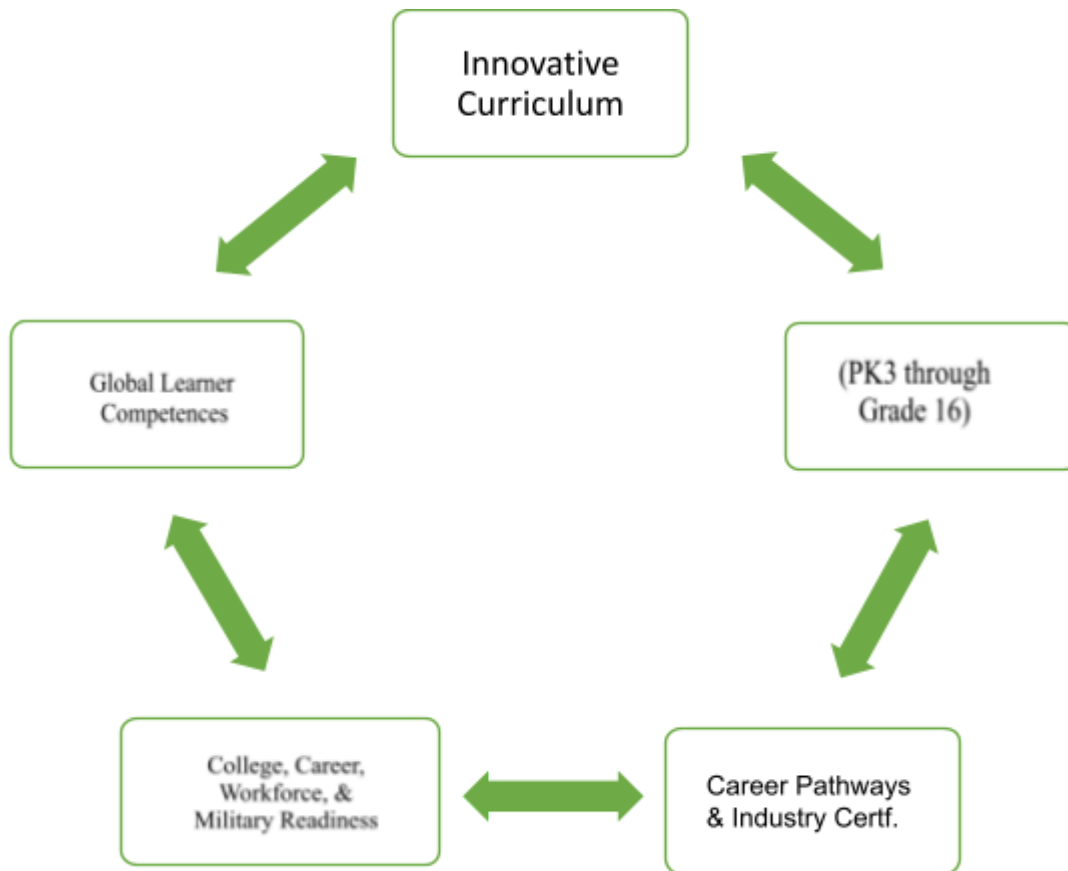 Innovative
Curriculum
Global Learner
Competences
(PK3 through
Grade 16)
College, Career,
Workforce, &
Military Readiness
Career Pathways
& Industry Certf.